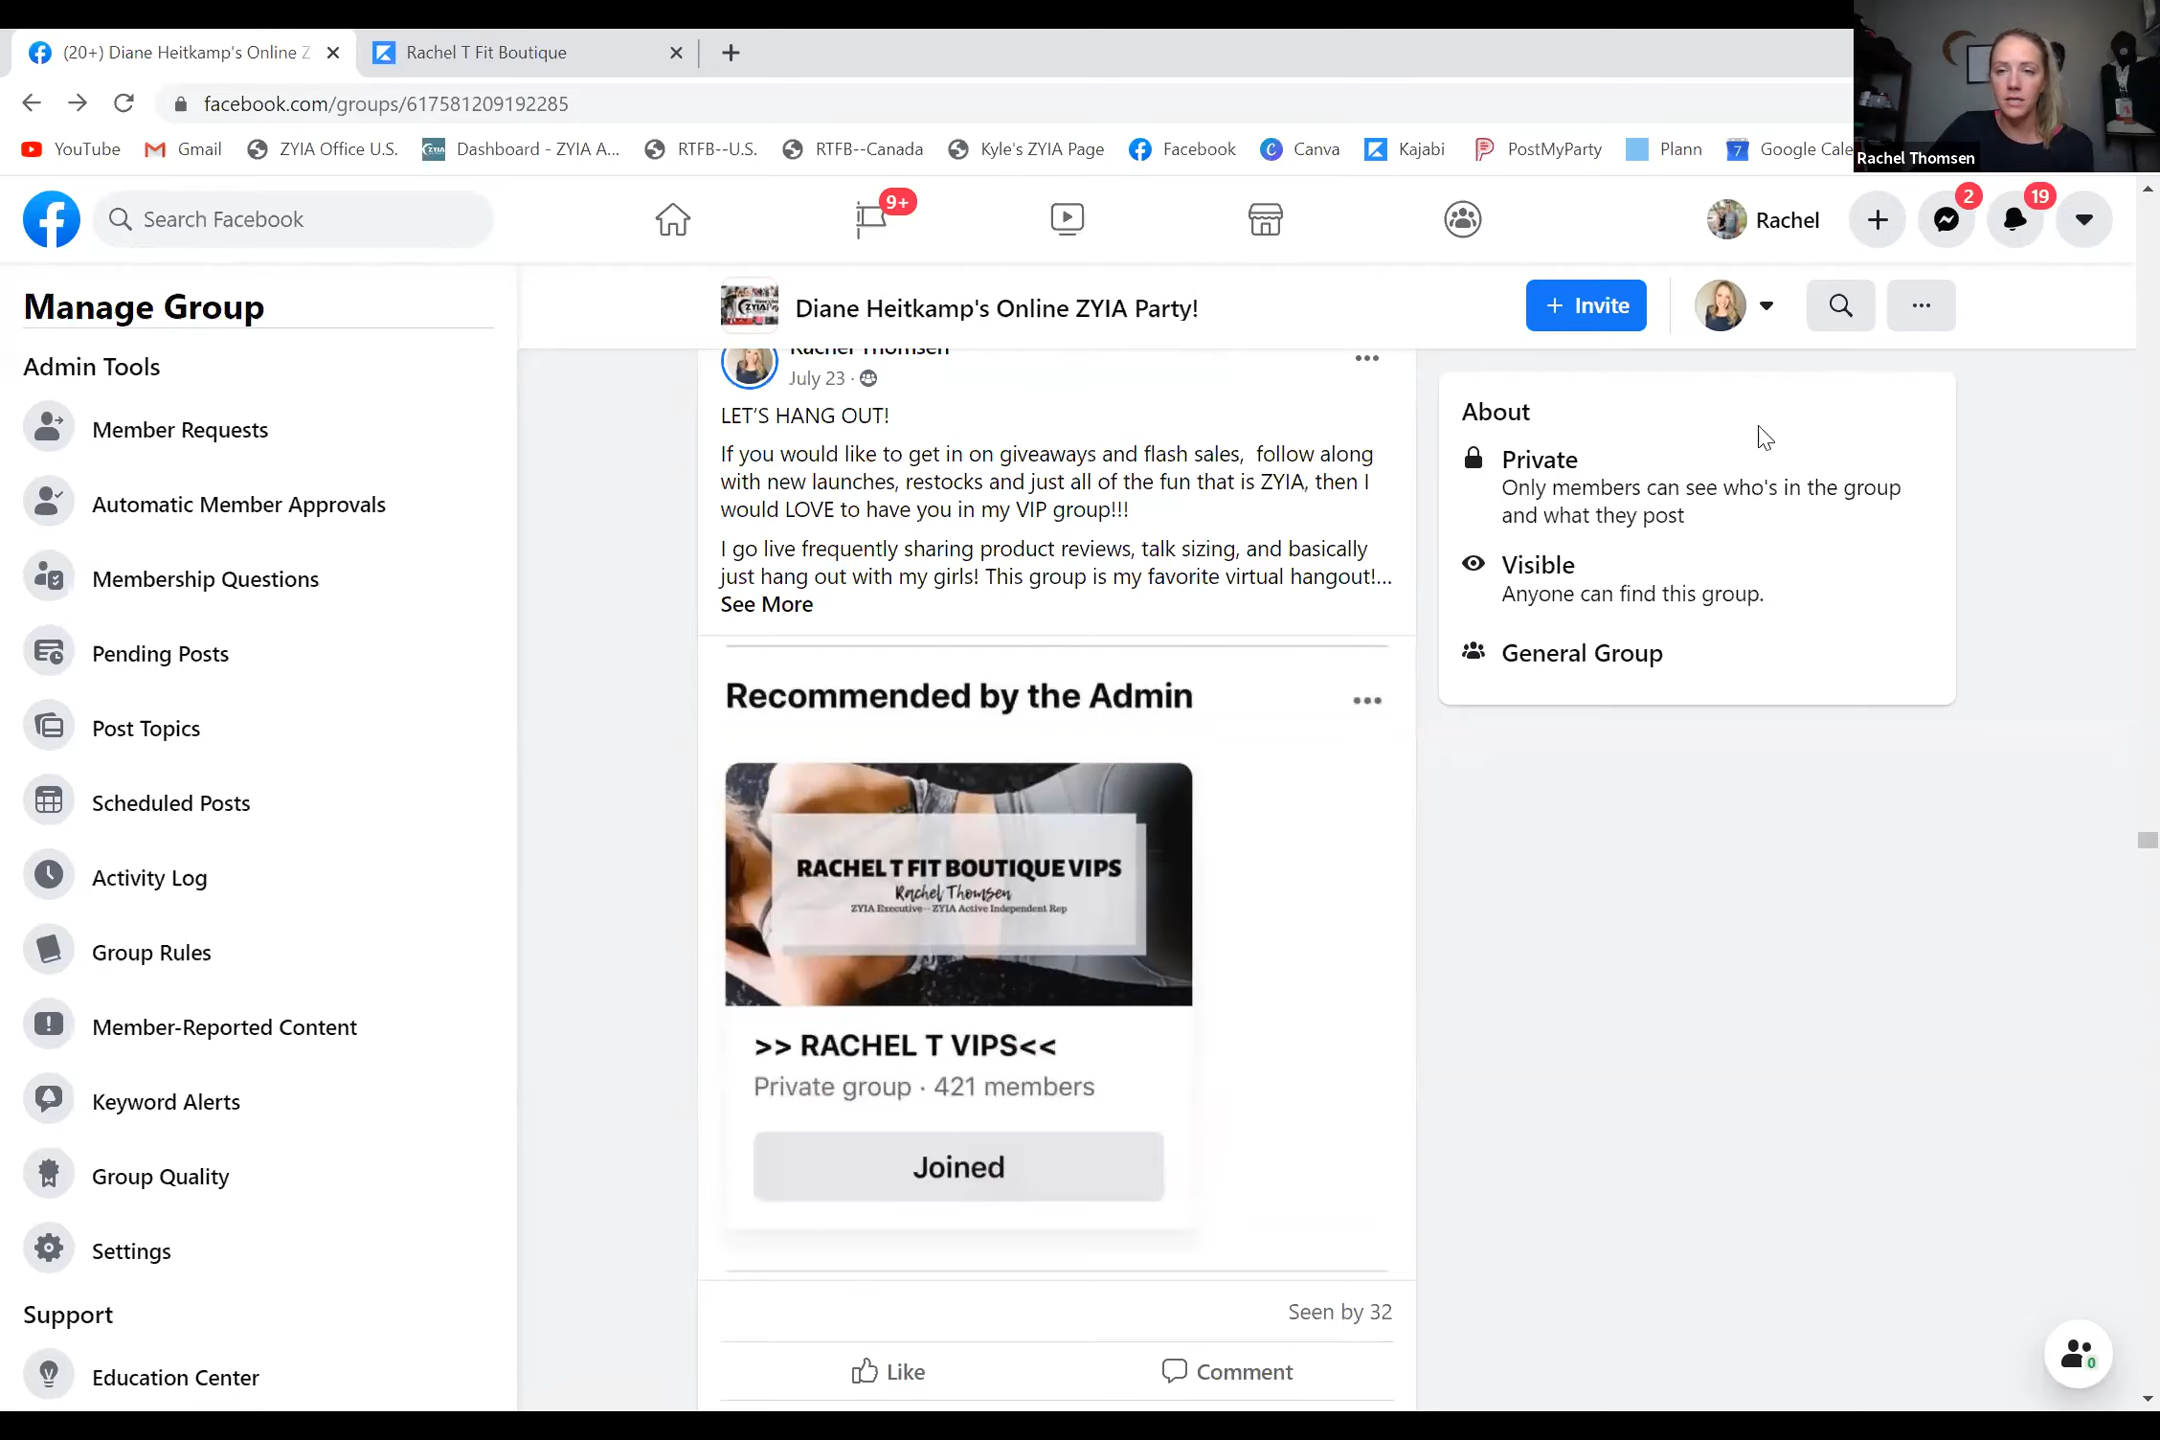 (20+) Diane Heitkamp's Online Z
Rachel T Fit Boutique
facebook.com/groups/617581209192285
YouTube
Gmail
ZYIA Office U.S.
Dashboard - ZYIA A...
RTFB--U.S.
RTFB--Canada
Kyle's ZYIA Page
Facebook
Canva
Kajabi
PostMyParty
Plann
Google Cale
Rachel Thomsen
Search Facebook
9+
Rachel
2
19
Manage Group
Admin Tools
Member Requests
Automatic Member Approvals
Membership Questions
Pending Posts
Post Topics
Scheduled Posts
Activity Log
Group Rules
Member-Reported Content
Keyword Alerts
Group Quality
Settings
Support
Education Center
Diane Heitkamp's Online ZYIA Party!
+ Invite
Rachel Thomsen
July 23 ·
LET'S HANG OUT!
If you would like to get in on giveaways and flash sales, follow along
with new launches, restocks and just all of the fun that is ZYIA, then I
would LOVE to have you in my VIP group!!!
I go live frequently sharing product reviews, talk sizing, and basically
just hang out with my girls! This group is my favorite virtual hangout!...
See More
Recommended by the Admin
RACHEL T FIT BOUTIQUE VIPS
Rachel Thomsen
ZYIA Executive-- ZYIA Active Independent Rep
>> RACHEL T VIPS<<
Private group · 421 members
Joined
Seen by 32
Like
Comment
About
Private
Only members can see who's in the group
and what they post
Visible
Anyone can find this group.
General Group
0